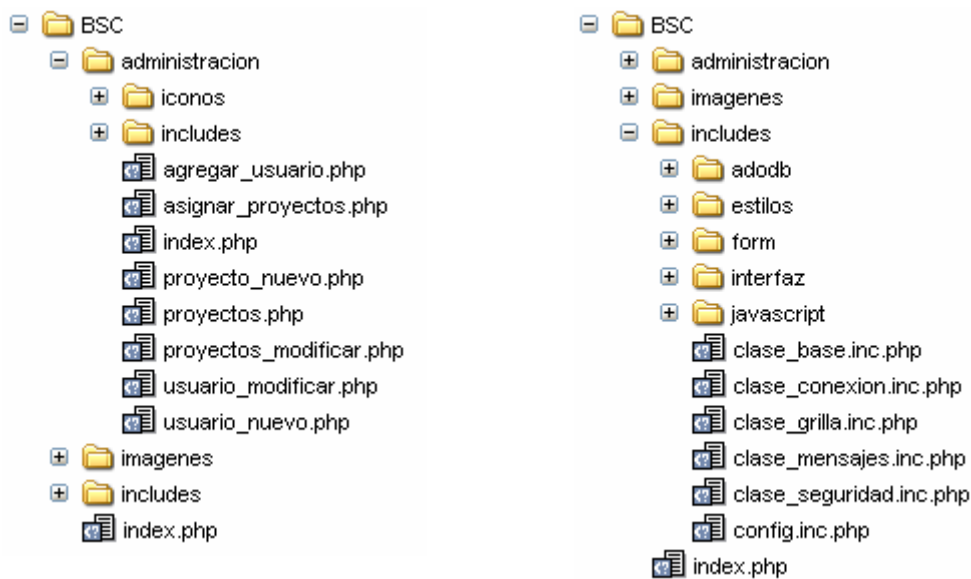 BSC
administracion
iconos
includes
agregar_usuario.php
asignar_proyectos.php
index.php
proyecto_nuevo.php
proyectos.php
proyectos_modificar.php
usuario_modificar.php
usuario_nuevo.php
imagenes
includes
index.php
BSC
administracion
imagenes
includes
adodb
estilos
form
interfaz
javascript
clase_base.inc.php
clase_conexion.inc.php
clase_grilla.inc.php
clase_mensajes.inc.php
clase_seguridad.inc.php
config.inc.php
index.php